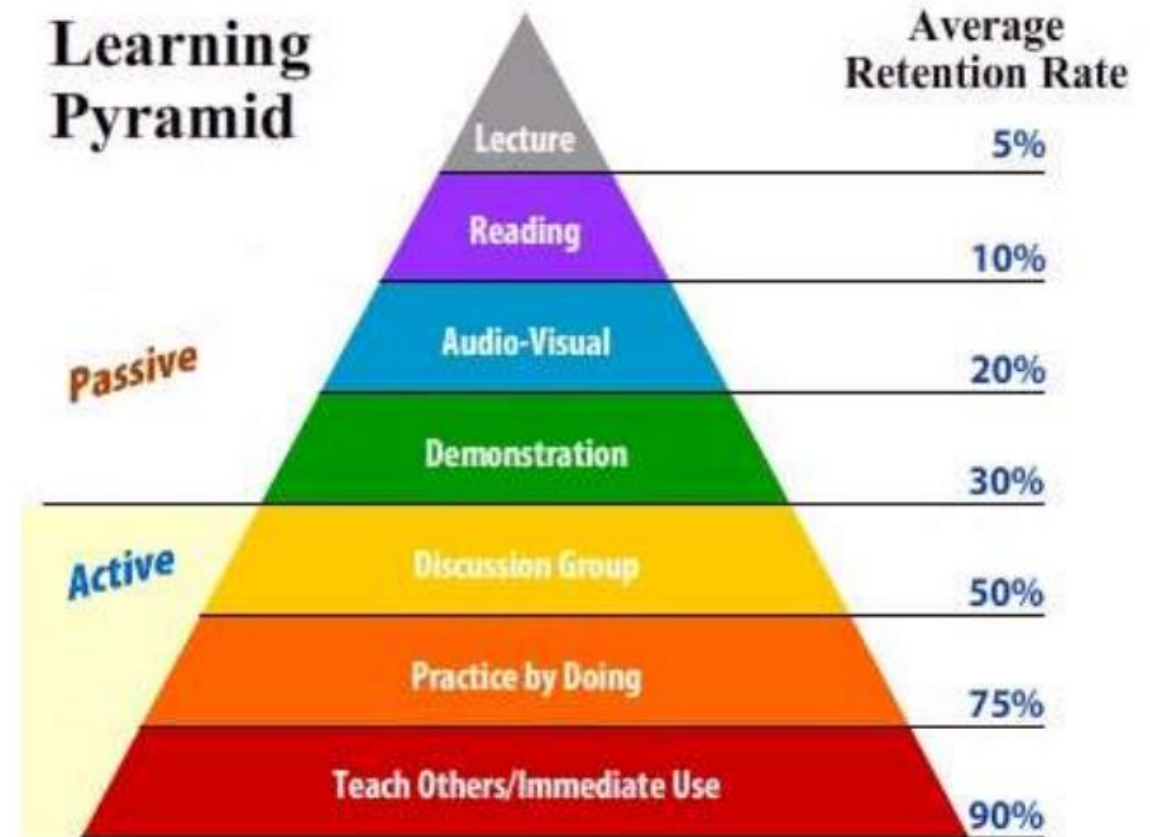 Learning
Pyramid
Average
Retention Rate
Lecture
5%
Reading
10%
Audio-Visual
20%
Passive
Demonstration
30%
Active
Discussion Group
50%
Practice by Doing
75%
Teach Others/Immediate Use
90%